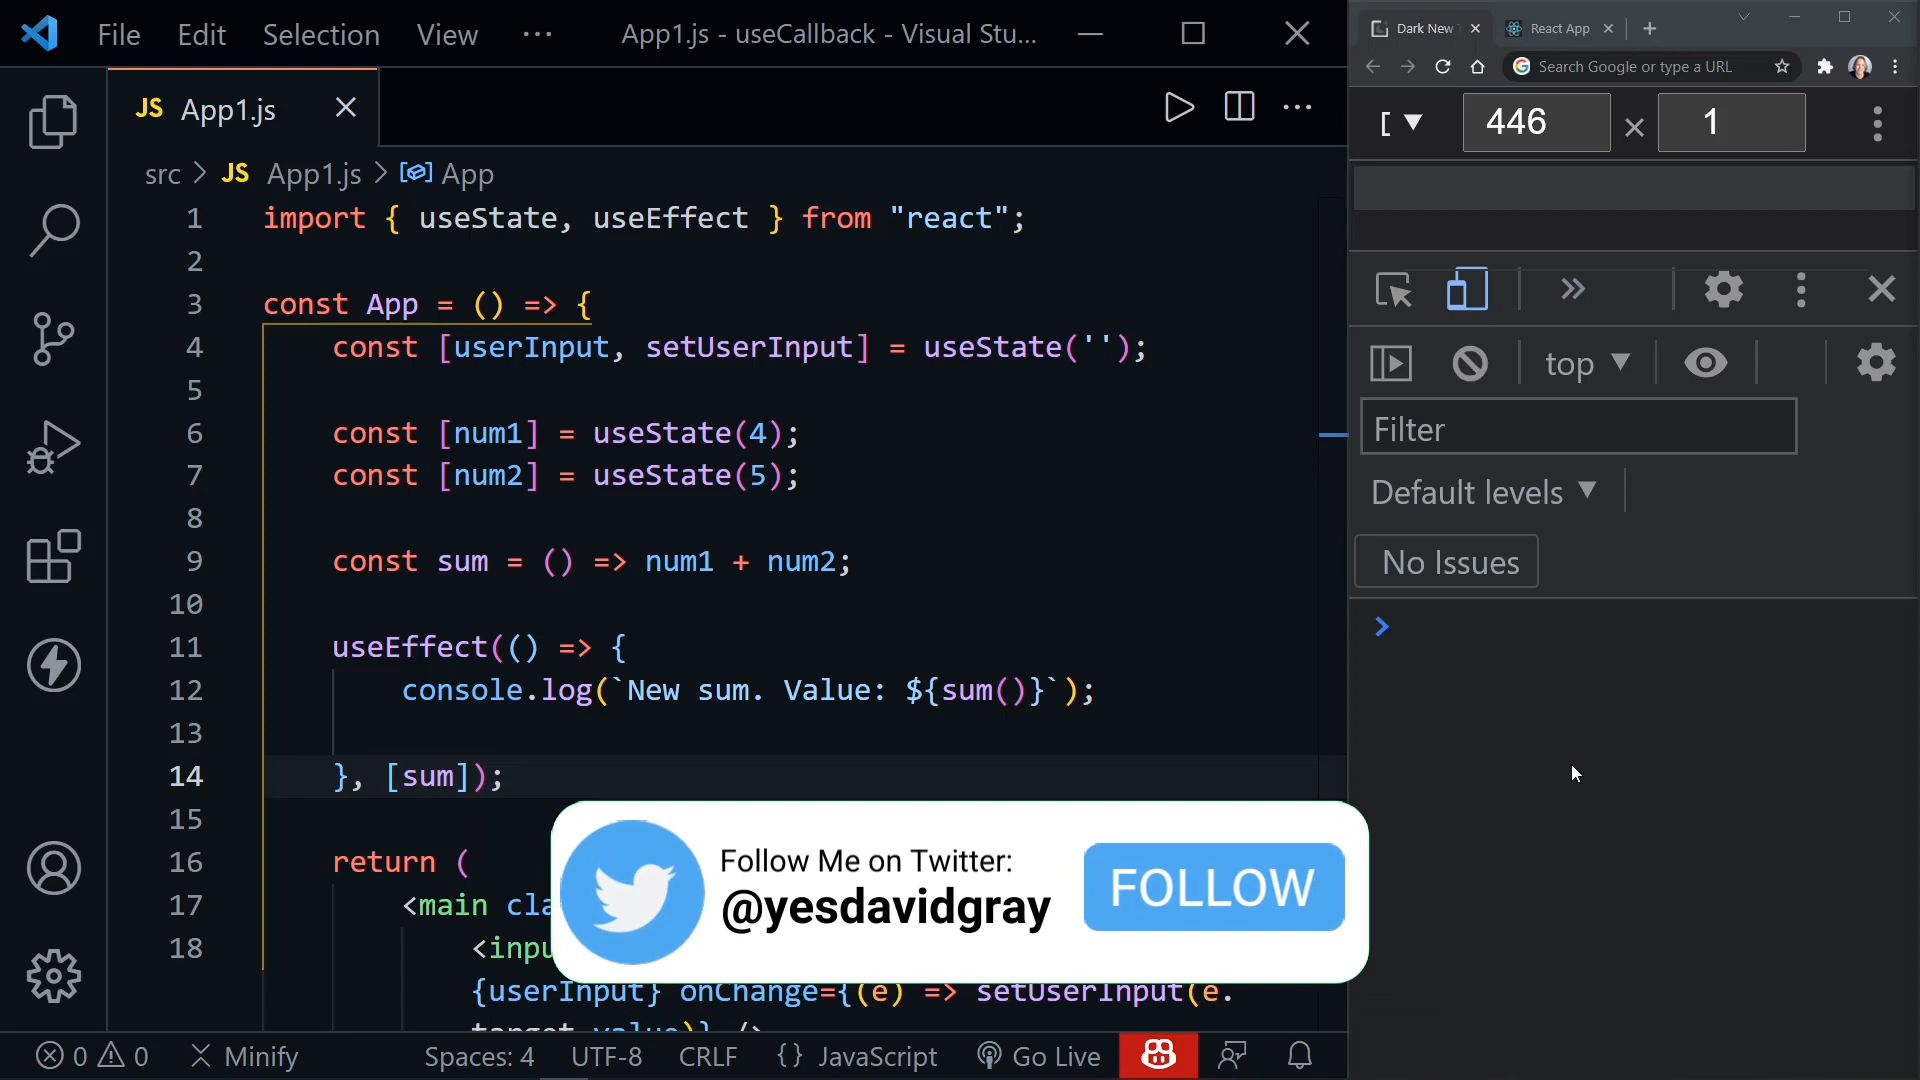 File Edit Selection View ··· App1.js - useCallback - Visual Stu...
JS App1.js
src > JS App1.js > App
1 import { useState, useEffect } from "react";
2
3 const App = () => {
4 const [userInput, setUserInput] = useState('');
5
6 const [num1] = useState(4);
7 const [num2] = useState(5);
8
9 const sum = () => num1 + num2;
10
11 useEffect(() => {
12 console.log(`New sum. Value: ${sum()}`);
13
14 }, [sum]);
15
16 return (
17 <main cla
18 <inpu
{userInput} onChange={(e) => setUserInput(e.
target.value)} />
Follow Me on Twitter:
@yesdavidgray
FOLLOW
0 0 Minify Spaces: 4 UTF-8 CRLF {} JavaScript Go Live
Dark New T React App
Search Google or type a URL
446 × 1
top
Filter
Default levels
No Issues